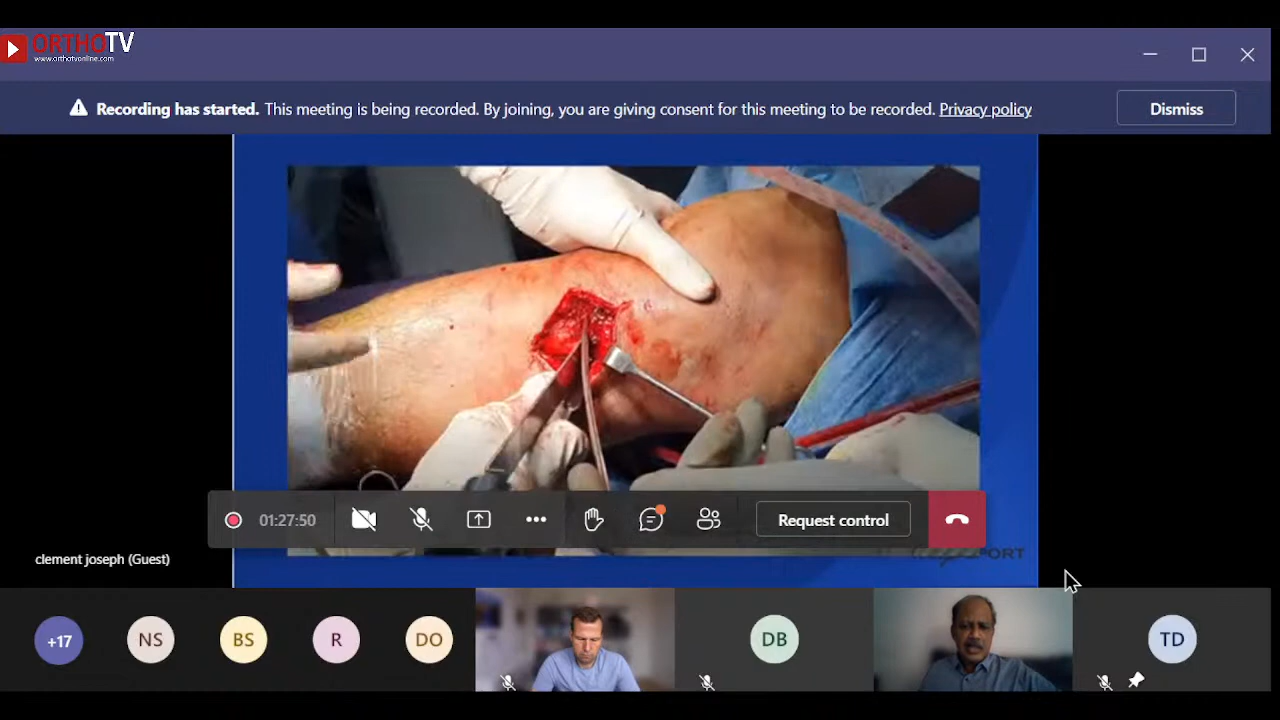 ORTHOTV
www.orthotvonline.com
Recording has started. This meeting is being recorded. By joining, you are giving consent for this meeting to be recorded. Privacy policy
Dismiss
01:27:50
Request control
ORT
clement joseph (Guest)
+17
NS
BS
R
DO
DB
TD